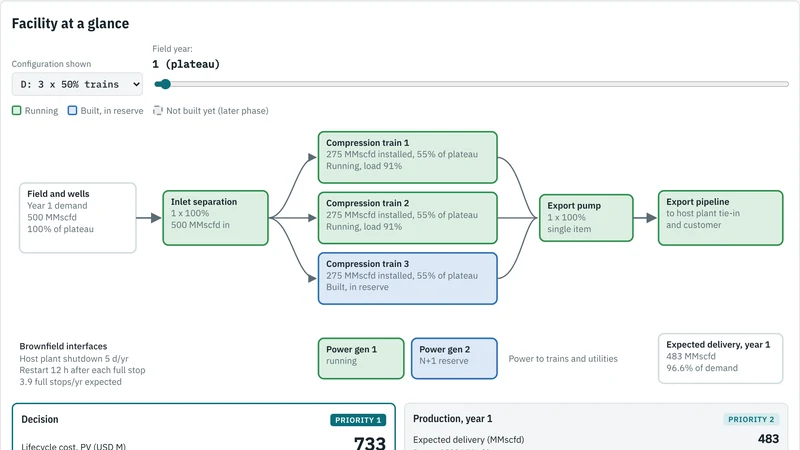 Facility at a glance
Configuration shown
D: 3 x 50% trains
Field year:
1 (plateau)
Running
Built, in reserve
Not built yet (later phase)
Field and wells
Year 1 demand
500 MMscfd
100% of plateau
Inlet separation
1 x 100%
500 MMscfd in
Compression train 1
275 MMscfd installed, 55% of plateau
Running, load 91%
Compression train 2
275 MMscfd installed, 55% of plateau
Running, load 91%
Compression train 3
275 MMscfd installed, 55% of plateau
Built, in reserve
Export pump
1 x 100%
single item
Export pipeline
to host plant tie-in
and customer
Brownfield interfaces
Host plant shutdown 5 d/yr
Restart 12 h after each full stop
3.9 full stops/yr expected
Power gen 1
running
Power gen 2
N+1 reserve
Power to trains and utilities
Expected delivery, year 1
483 MMscfd
96.6% of demand
Decision
PRIORITY 1
Lifecycle cost, PV (USD M)
733
Production, year 1
PRIORITY 2
Expected delivery (MMscfd)
483